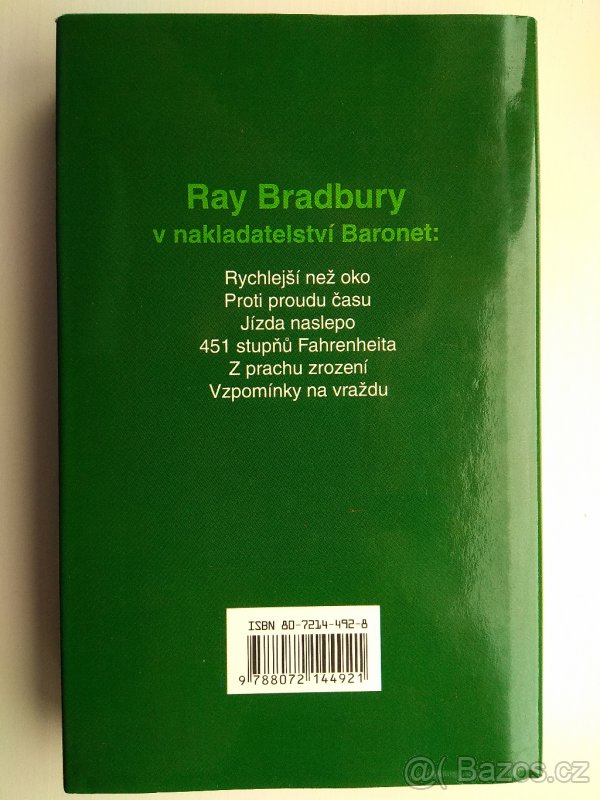 Ray Bradbury
v nakladatelství Baronet:
Rychlejší než oko
Proti proudu času
Jízda naslepo
451 stupňů Fahrenheita
Z prachu zrození
Vzpomínky na vraždu
ISBN 80-7214-492-8
9 788072 144921
@( Bazos.cz